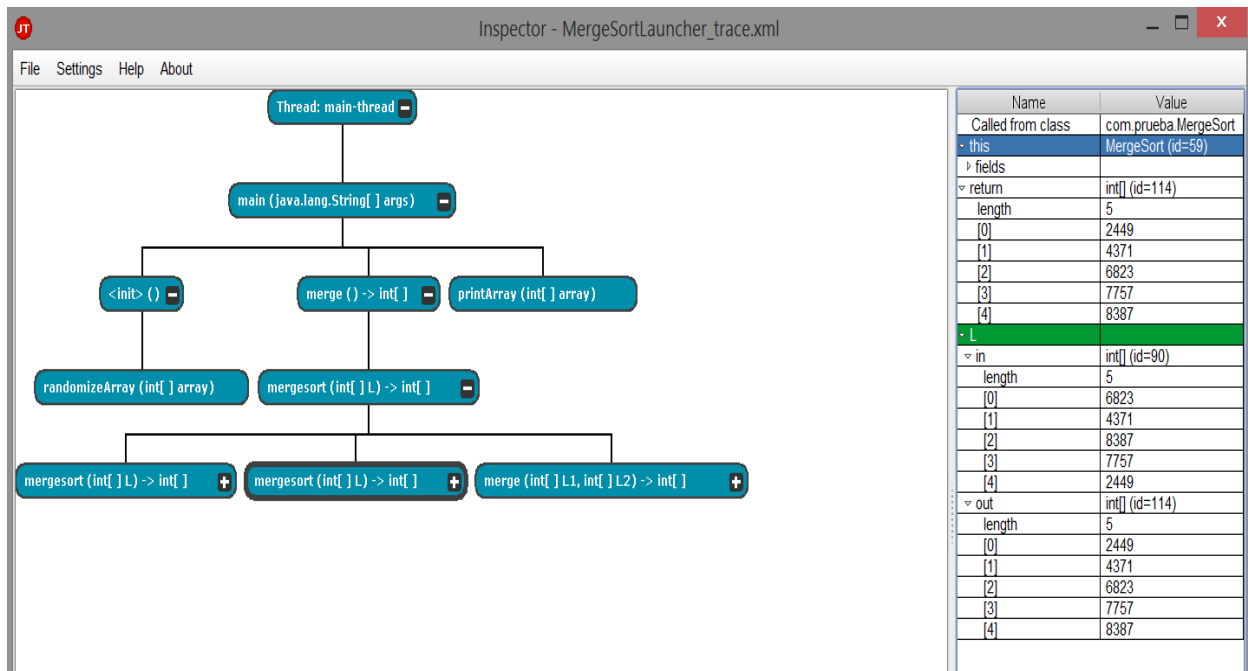 JT
Inspector - MergeSortLauncher_trace.xml
X
File Settings Help About
Thread: main-thread
main (java.lang.String[ ] args)
<init> ()
merge () -> int[ ]
printArray (int[ ] array)
randomizeArray (int[ ] array)
mergesort (int[ ] L) -> int[ ]
mergesort (int[ ] L) -> int[ ]
mergesort (int[ ] L) -> int[ ]
merge (int[ ] L1, int[ ] L2) -> int[ ]
Name Value
Called from class com.prueba.MergeSort
this MergeSort (id=59)
fields
return int[] (id=114)
length 5
[0] 2449
[1] 4371
[2] 6823
[3] 7757
[4] 8387
L
in int[] (id=90)
length 5
[0] 6823
[1] 4371
[2] 8387
[3] 7757
[4] 2449
out int[] (id=114)
length 5
[0] 2449
[1] 4371
[2] 6823
[3] 7757
[4] 8387